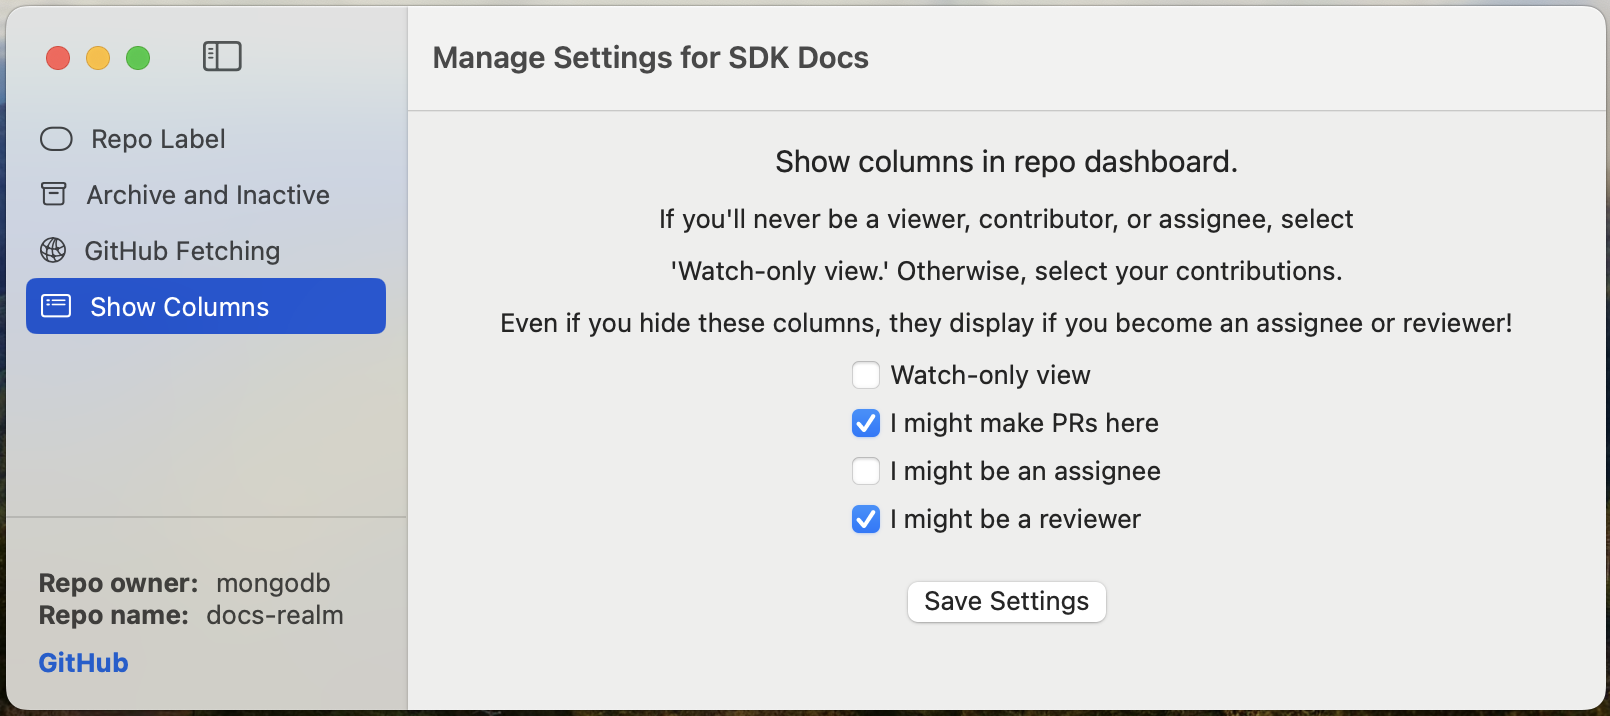 Manage Settings for SDK Docs
Repo Label
Archive and Inactive
GitHub Fetching
Show Columns
Repo owner: mongodb
Repo name: docs-realm
GitHub
Show columns in repo dashboard.
If you'll never be a viewer, contributor, or assignee, select
'Watch-only view.' Otherwise, select your contributions.
Even if you hide these columns, they display if you become an assignee or reviewer!
Watch-only view
I might make PRs here
I might be an assignee
I might be a reviewer
Save Settings